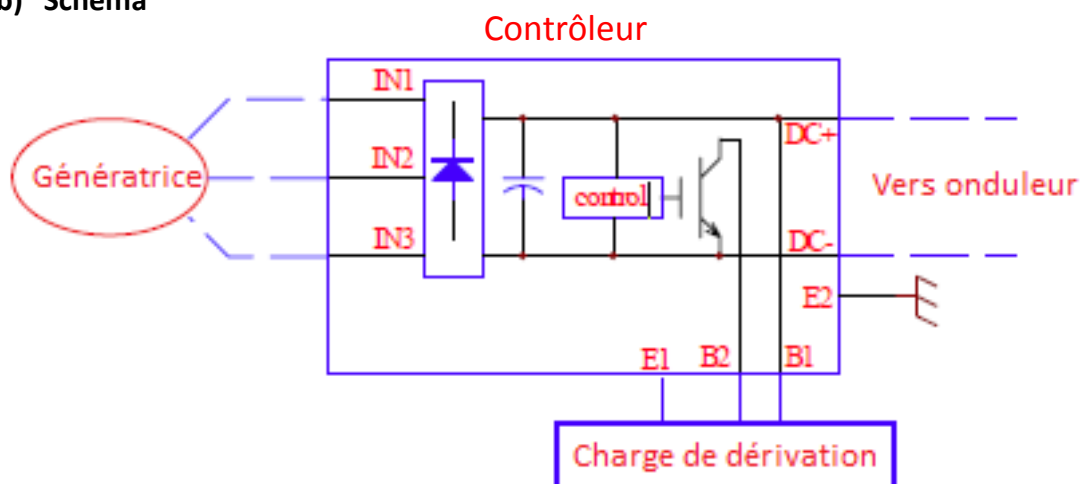 b) Schéma
Contrôleur
IN1
IN2
IN3
Génératrice
control
DC+
DC-
Vers onduleur
E2
E1
B2
B1
Charge de dérivation